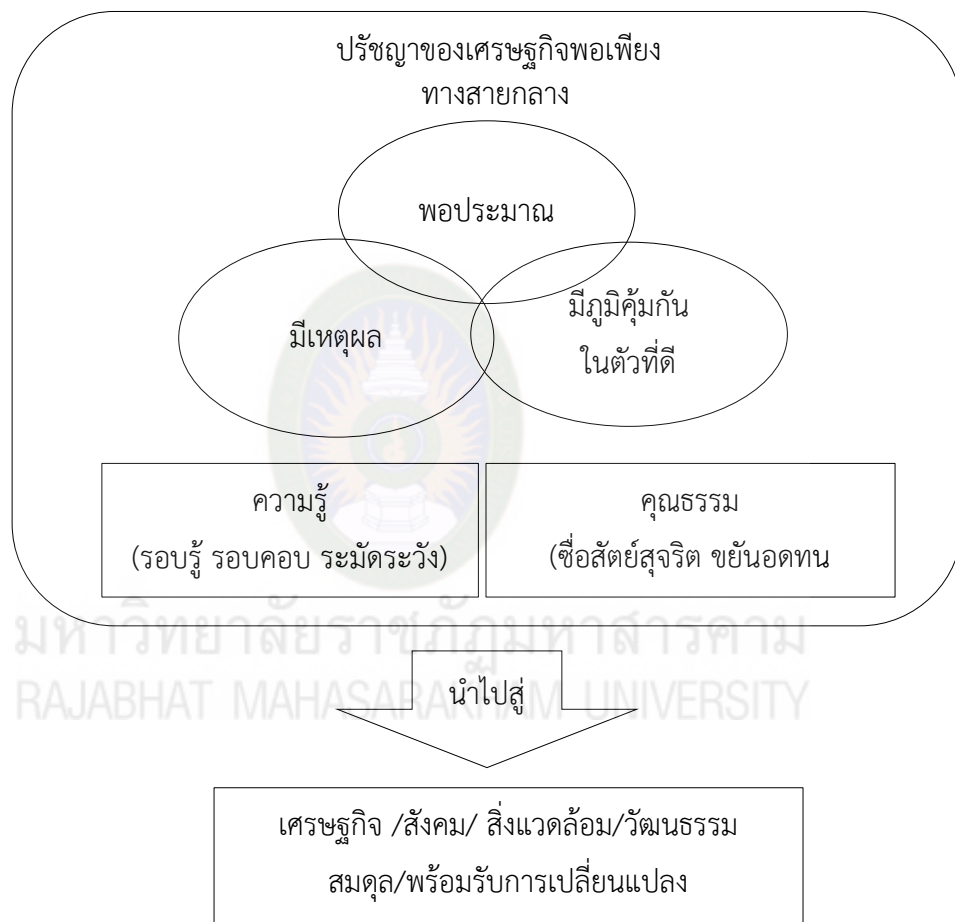 ปรัชญาของเศรษฐกิจพอเพียง
ทางสายกลาง
พอประมาณ
มีเหตุผล
มีภูมิคุ้มกัน
ในตัวที่ดี
ความรู้
(รอบรู้ รอบคอบ ระมัดระวัง)
คุณธรรม
(ซื่อสัตย์สุจริต ขยันอดทน
มหาวิทยาลัยราชภัฏมหาสารคาม
RAJABHAT MAHASARAKHAM UNIVERSITY
นำไปสู่
เศรษฐกิจ /สังคม/ สิ่งแวดล้อม/วัฒนธรรม
สมดุล/พร้อมรับการเปลี่ยนแปลง